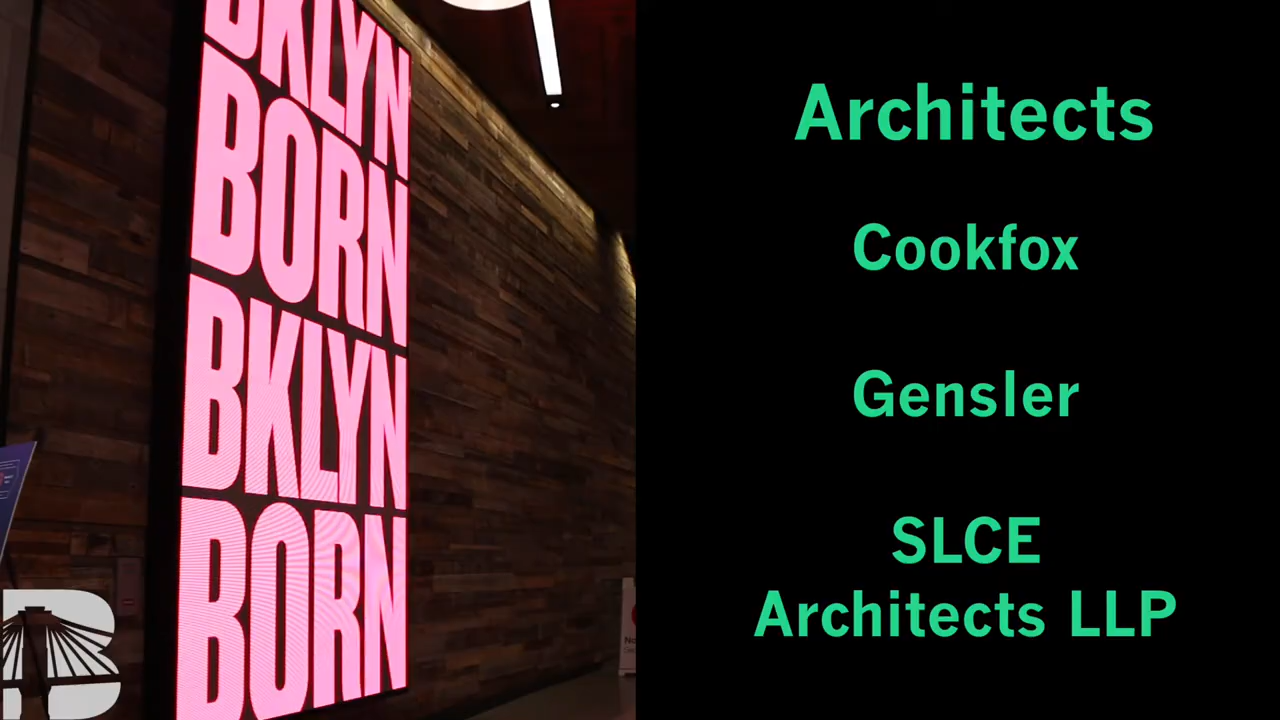 BKLYN
BORN
BKLYN
BORN
Architects
Cookfox
Gensler
SLCE
Architects LLP
B